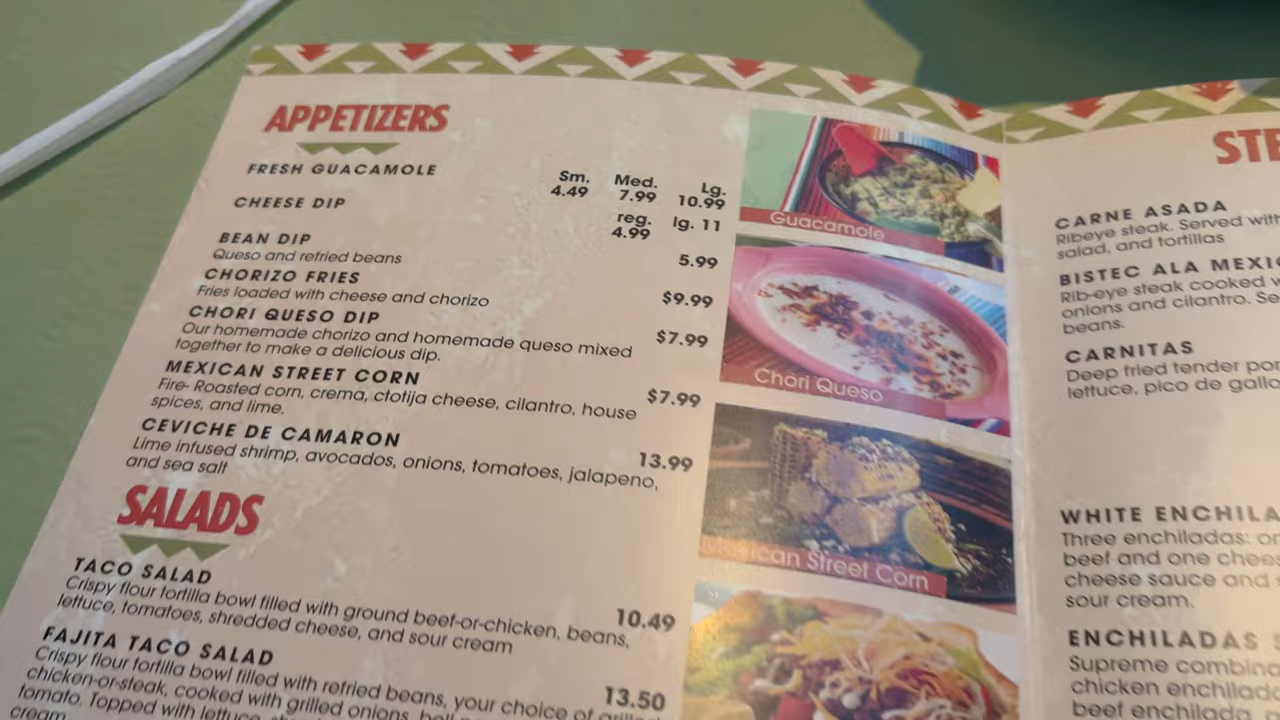 APPETIZERS
FRESH GUACAMOLE
Sm. Med. Lg.
4.49 7.99 10.99
CHEESE DIP
reg. lg. 11
4.99
BEAN DIP
Queso and refried beans 5.99
CHORIZO FRIES
Fries loaded with cheese and chorizo $9.99
CHORI QUESO DIP
Our homemade chorizo and homemade queso mixed $7.99
together to make a delicious dip.
MEXICAN STREET CORN
Fire- Roasted corn, crema, ctotija cheese, cilantro, house $7.99
spices, and lime.
CEVICHE DE CAMARON
Lime infused shrimp, avocados, onions, tomatoes, jalapeno, 13.99
and sea salt
SALADS
TACO SALAD
Crispy flour tortilla bowl filled with ground beef-or-chicken, beans, 10.49
lettuce, tomatoes, shredded cheese, and sour cream
FAJITA TACO SALAD
Crispy flour tortilla bowl filled with refried beans, your choice of grilled 13.50
chicken-or-steak, cooked with grilled onions, bell
tomato. Topped with lettuce,
cream
Guacamole
Chori Queso
Mexican Street Corn
STE
CARNE ASADA
Ribeye steak. Served with
salad, and tortillas
BISTEC ALA MEXIC
Rib-eye steak cooked w
onions and cilantro. Se
beans.
CARNITAS
Deep fried tender por
lettuce, pico de gallo
WHITE ENCHILA
Three enchiladas: on
beef and one chees
cheese sauce and
sour cream.
ENCHILADAS S
Supreme combina
chicken enchilada
beef enchilada,